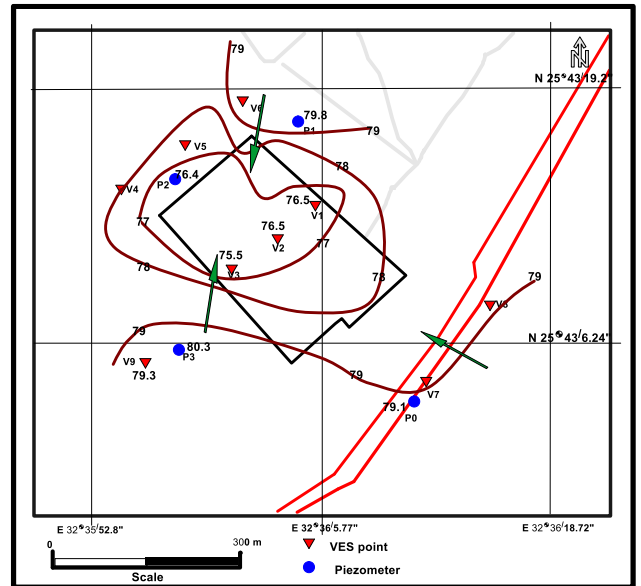 79
N
N 25°43/19.2"
V6
79.8
P1
79
V5
78
76.4
P2
V4
76.5
V1
77
76.5
V2
77
75.5
V3
78
78
79
V8
79
N 25°43/6.24"
80.3
P3
V9
79.3
79
V7
79.1
P0
E 32°35/52.8"
E 32°36/5.77"
E 32°36/18.72"
0
300 m
Scale
VES point
Piezometer